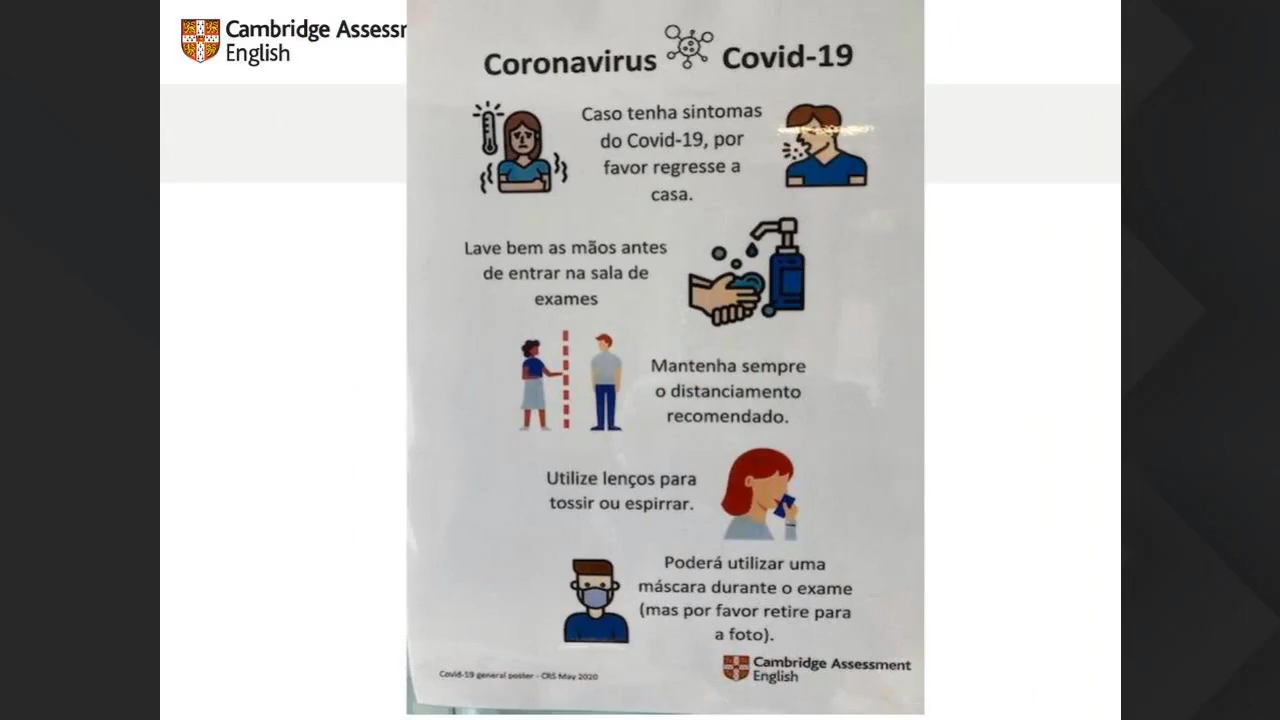 Cambridge Assessm
English
Coronavirus Covid-19
Caso tenha sintomas
do Covid-19, por
favor regresse a
casa.
Lave bem as mãos antes
de entrar na sala de
exames
Mantenha sempre
o distanciamento
recomendado.
Utilize lenços para
tossir ou espirrar.
Poderá utilizar uma
máscara durante o exame
(mas por favor retire para
a foto).
Cambridge Assessment
English
Covid-19 general poster - CRS May 2020